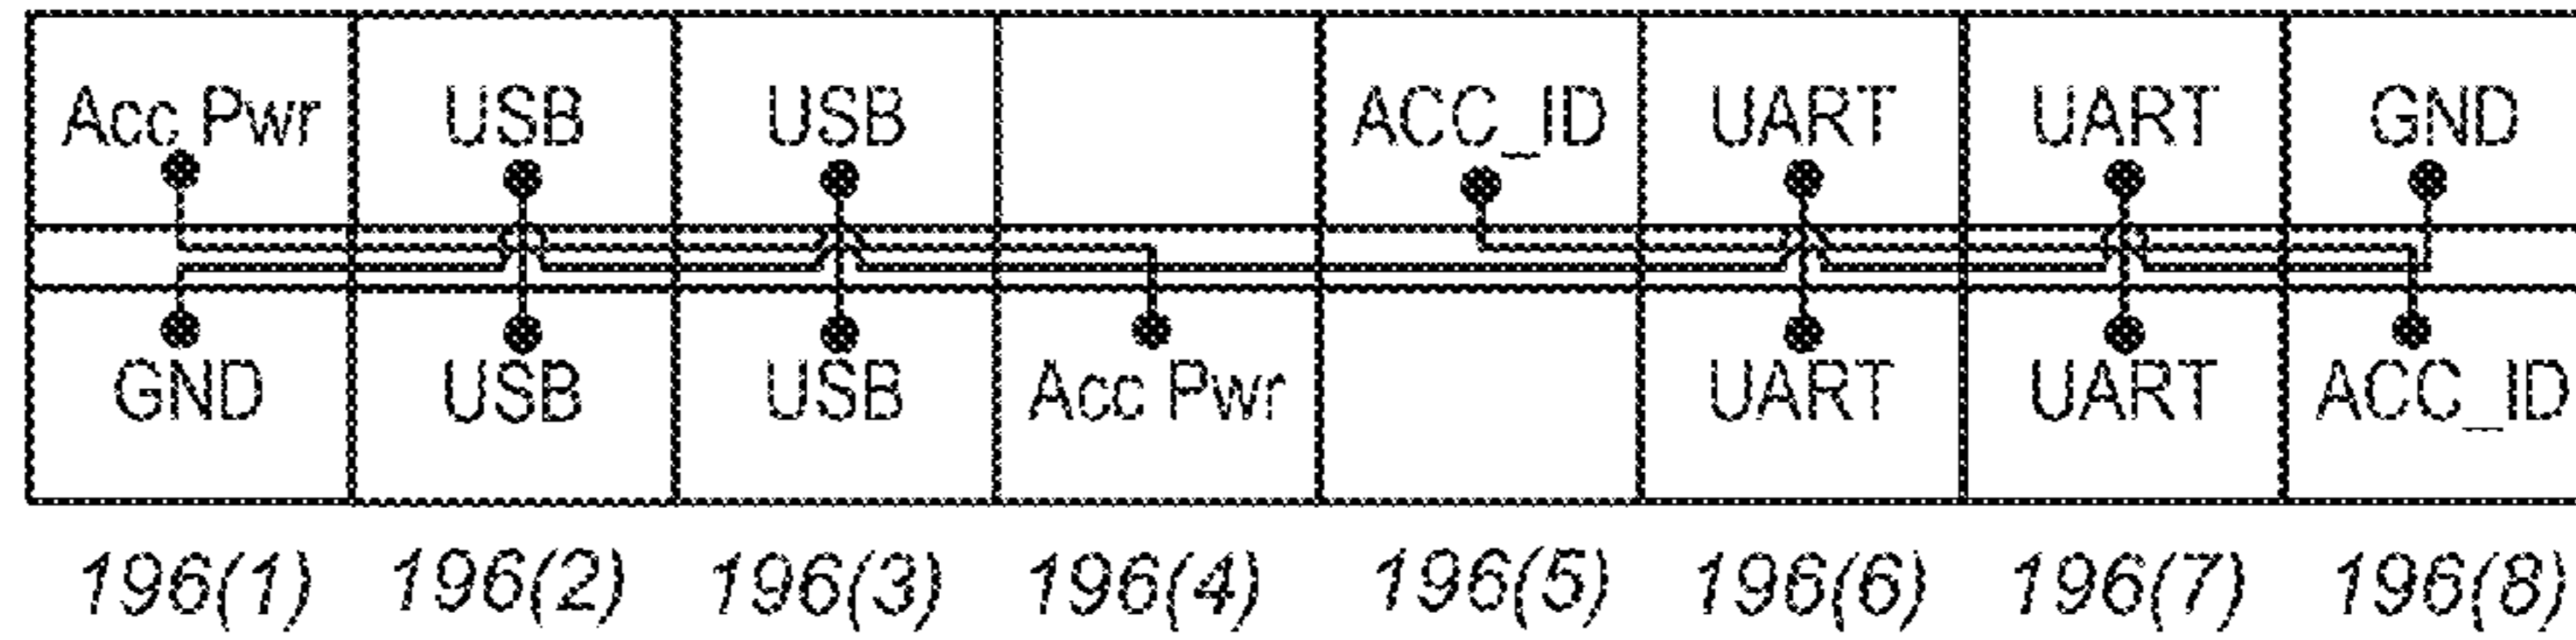 Acc Pwr USB USB ACC_ID UART UART GND
GND USB USB Acc Pwr UART UART ACC_ID
196(1) 196(2) 196(3) 196(4) 196(5) 196(6) 196(7) 196(8)